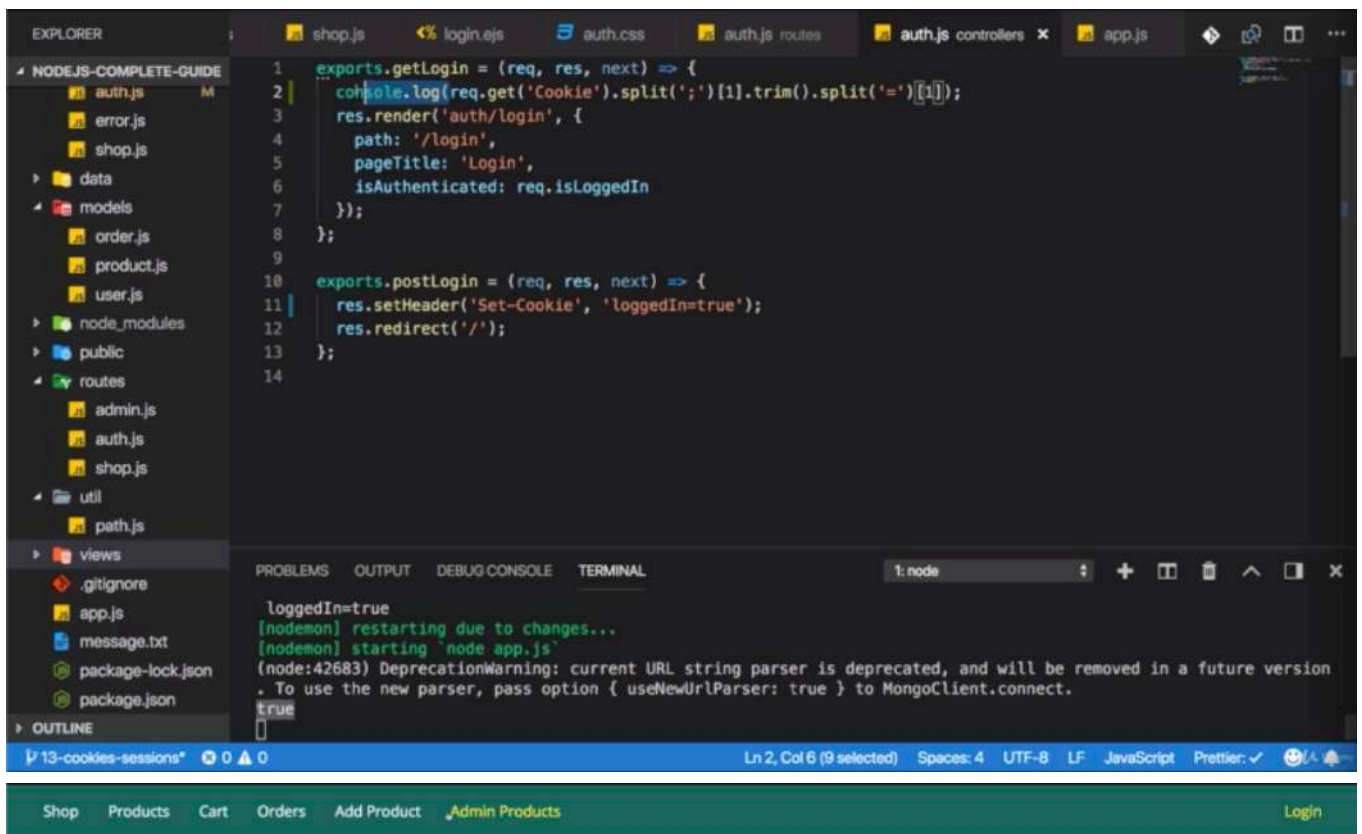 EXPLORER
NODEJS-COMPLETE-GUIDE
auth.js M
error.js
shop.js
data
models
order.js
product.js
user.js
node_modules
public
routes
admin.js
auth.js
shop.js
util
path.js
views
.gitignore
app.js
message.txt
package-lock.json
package.json
OUTLINE
shop.js login.ejs auth.css auth.js routes auth.js controllers × app.js
1 exports.getLogin = (req, res, next) => {
2 console.log(req.get('Cookie').split(';')[1].trim().split('=')[1]);
3 res.render('auth/login', {
4 path: '/login',
5 pageTitle: 'Login',
6 isAuthenticated: req.isLoggedIn
7 });
8 };
9
10 exports.postLogin = (req, res, next) => {
11 res.setHeader('Set-Cookie', 'loggedIn=true');
12 res.redirect('/');
13 };
14
PROBLEMS OUTPUT DEBUG CONSOLE TERMINAL 1: node
loggedIn=true
[nodemon] restarting due to changes...
[nodemon] starting `node app.js`
(node:42683) DeprecationWarning: current URL string parser is deprecated, and will be removed in a future version
. To use the new parser, pass option { useNewUrlParser: true } to MongoClient.connect.
true
13-cookies-sessions* 0 0 Ln 2, Col 6 (9 selected) Spaces: 4 UTF-8 LF JavaScript Prettier: ✓
Shop Products Cart Orders Add Product Admin Products Login